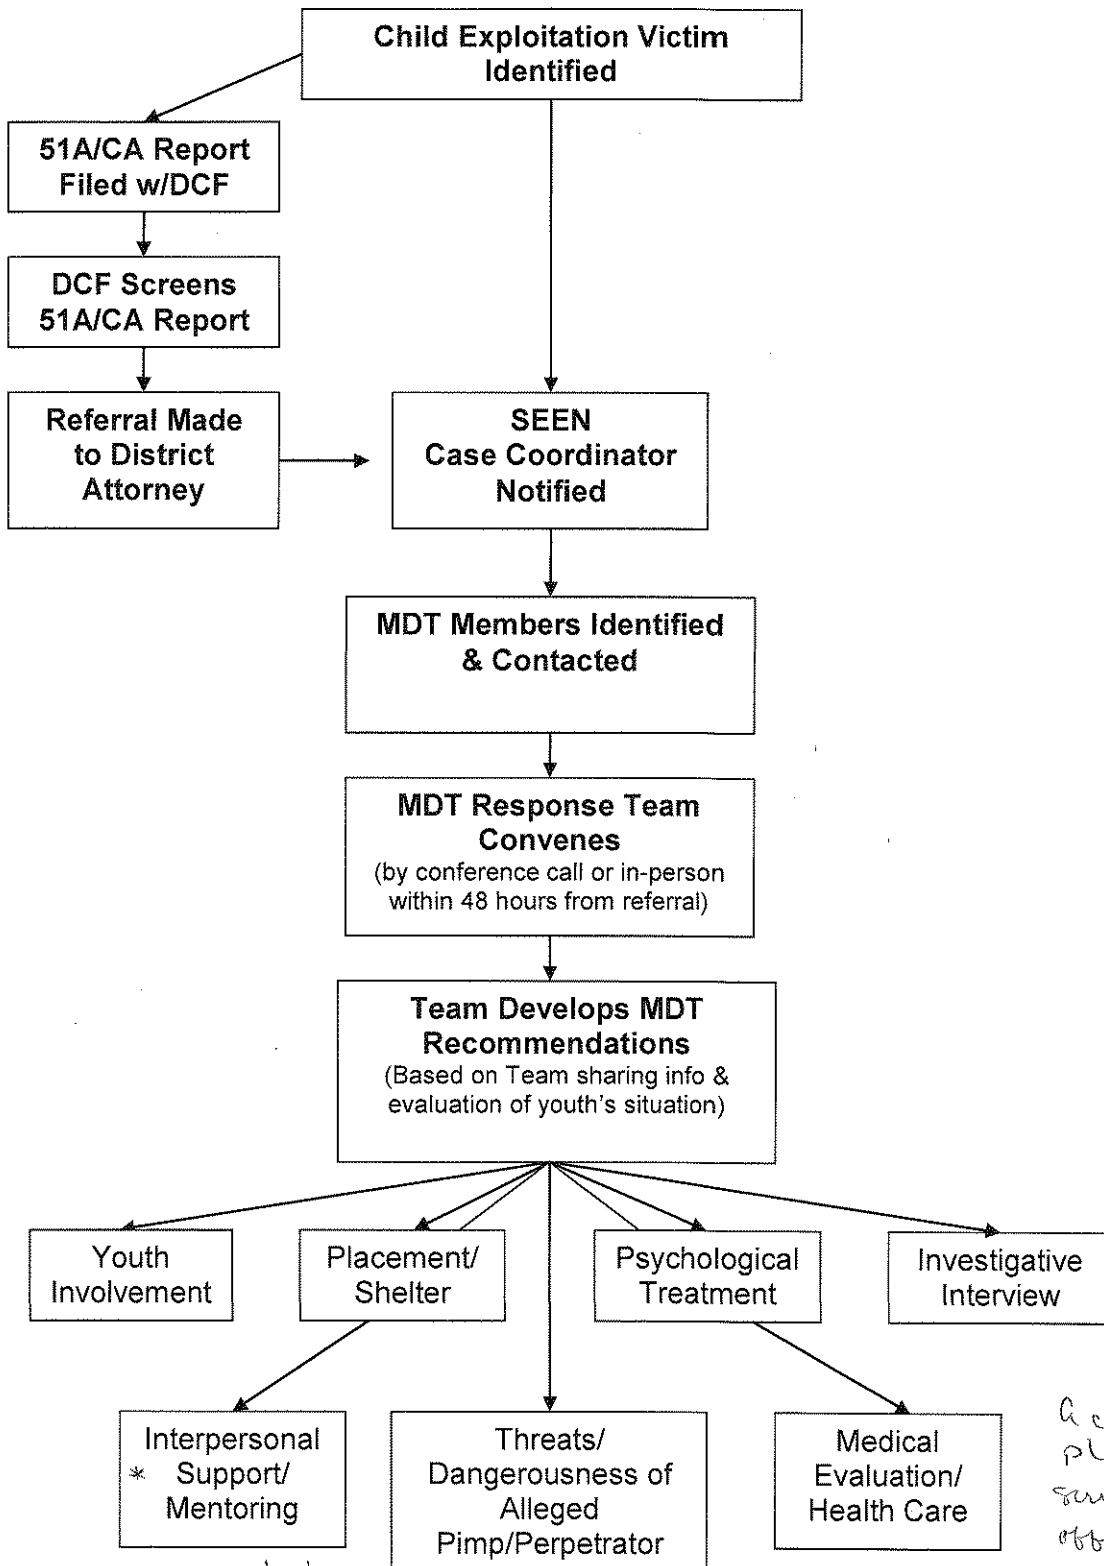 Child Exploitation Victim
Identified
51A/CA Report
Filed w/DCF
DCF Screens
51A/CA Report
Referral Made
to District
Attorney
SEEN
Case Coordinator
Notified
MDT Members Identified
& Contacted
MDT Response Team
Convenes
(by conference call or in-person
within 48 hours from referral)
Team Develops MDT
Recommendations
(Based on Team sharing info &
evaluation of youth's situation)
Youth
Involvement
Placement/
Shelter
Psychological
Treatment
Investigative
Interview
Interpersonal
* Support/
Mentoring
Threats/
Dangerousness of
Alleged
Pimp/Perpetrator
Medical
Evaluation/
Health Care